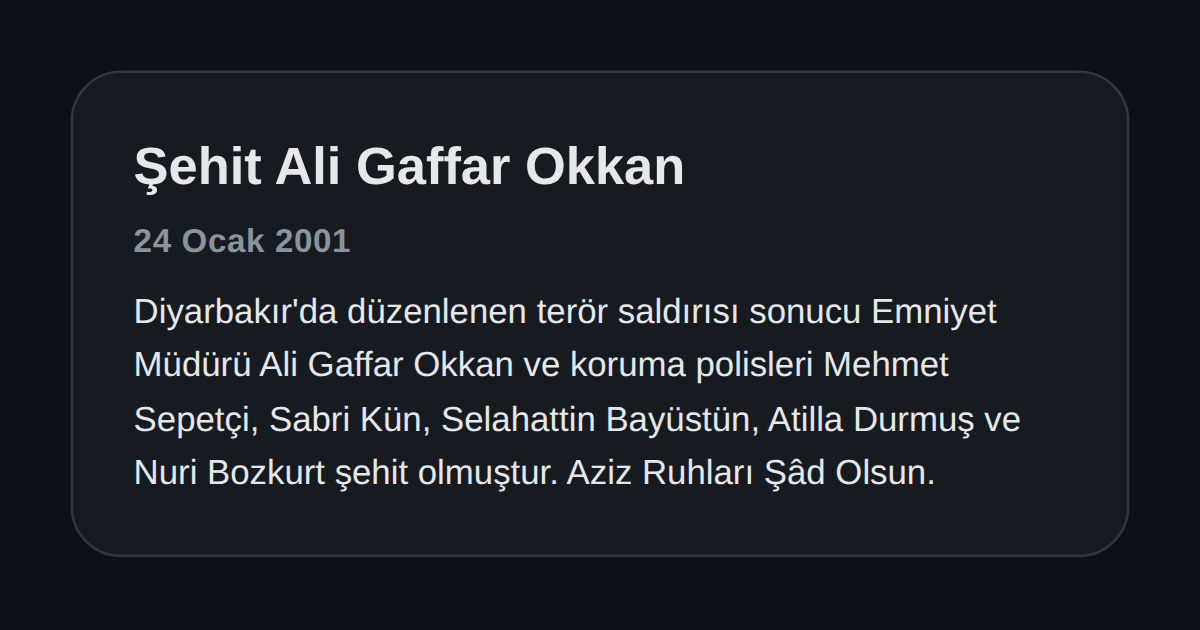 Şehit Ali Gaffar Okkan
24 Ocak 2001
Diyarbakır'da düzenlenen terör saldırısı sonucu Emniyet
Müdürü Ali Gaffar Okkan ve koruma polisleri Mehmet
Sepetçi, Sabri Kün, Selahattin Bayüstün, Atilla Durmuş ve
Nuri Bozkurt şehit olmuştur. Aziz Ruhları Şâd Olsun.